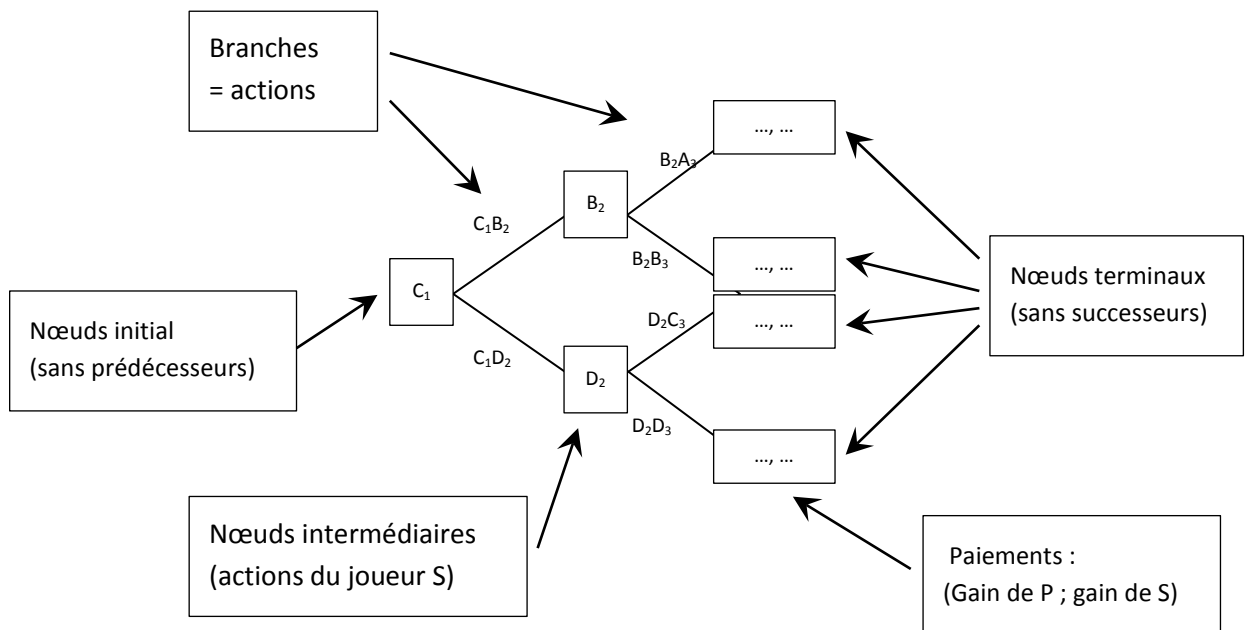 Branches
= actions
..., ...
B₂A₃
B₂
C₁B₂
B₂B₃
..., ...
Nœuds terminaux
(sans successeurs)
C₁
Nœuds initial
(sans prédécesseurs)
D₂C₃
..., ...
C₁D₂
D₂
D₂D₃
..., ...
Nœuds intermédiaires
(actions du joueur S)
Paiements :
(Gain de P ; gain de S)